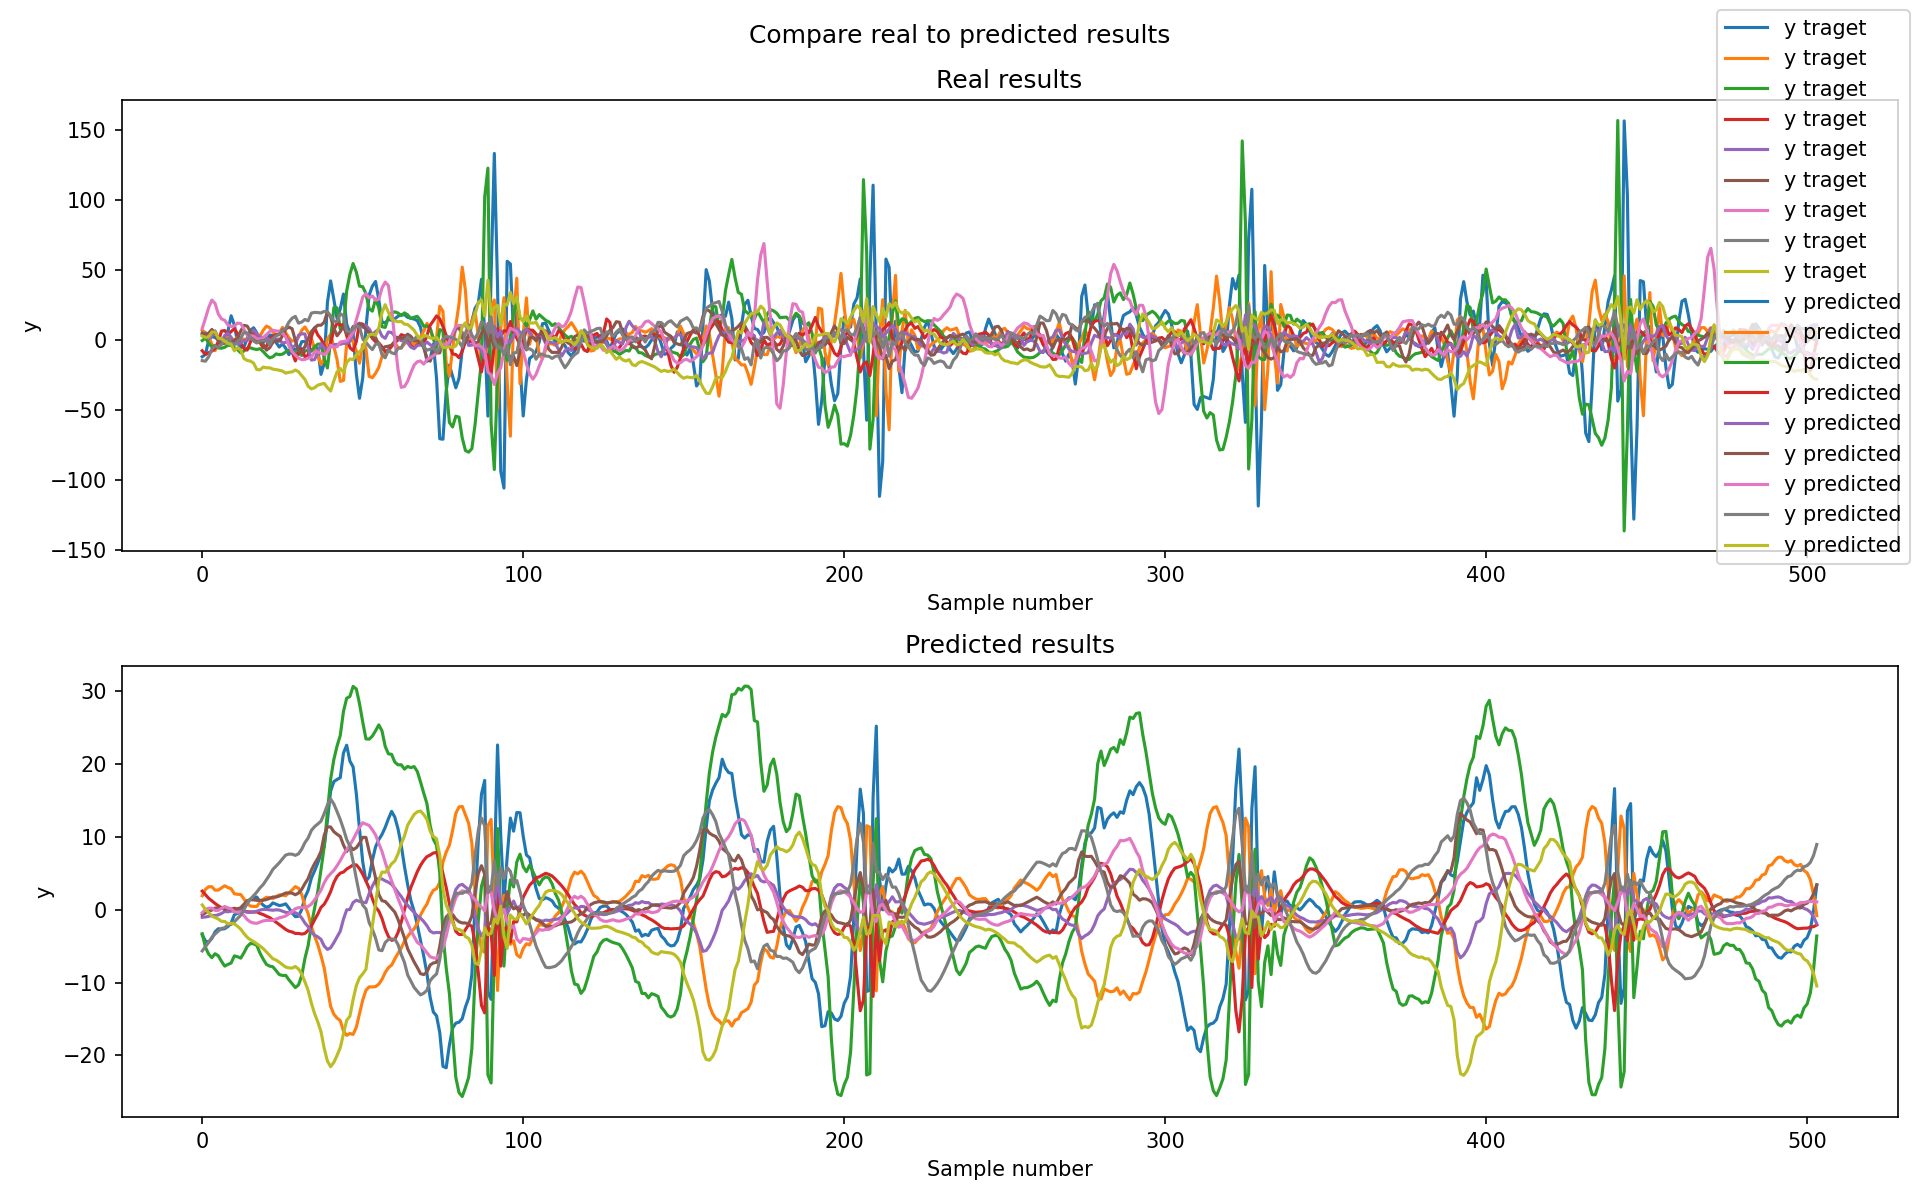 Compare real to predicted results
Real results
y traget
y traget
y traget
y traget
y traget
y traget
y traget
y traget
y traget
y predicted
y predicted
y predicted
y predicted
y predicted
y predicted
y predicted
y predicted
y predicted
150
100
50
0
−50
−100
−150
y
0 100 200 300 400 500
Sample number
Predicted results
30
20
10
0
−10
−20
y
0 100 200 300 400 500
Sample number